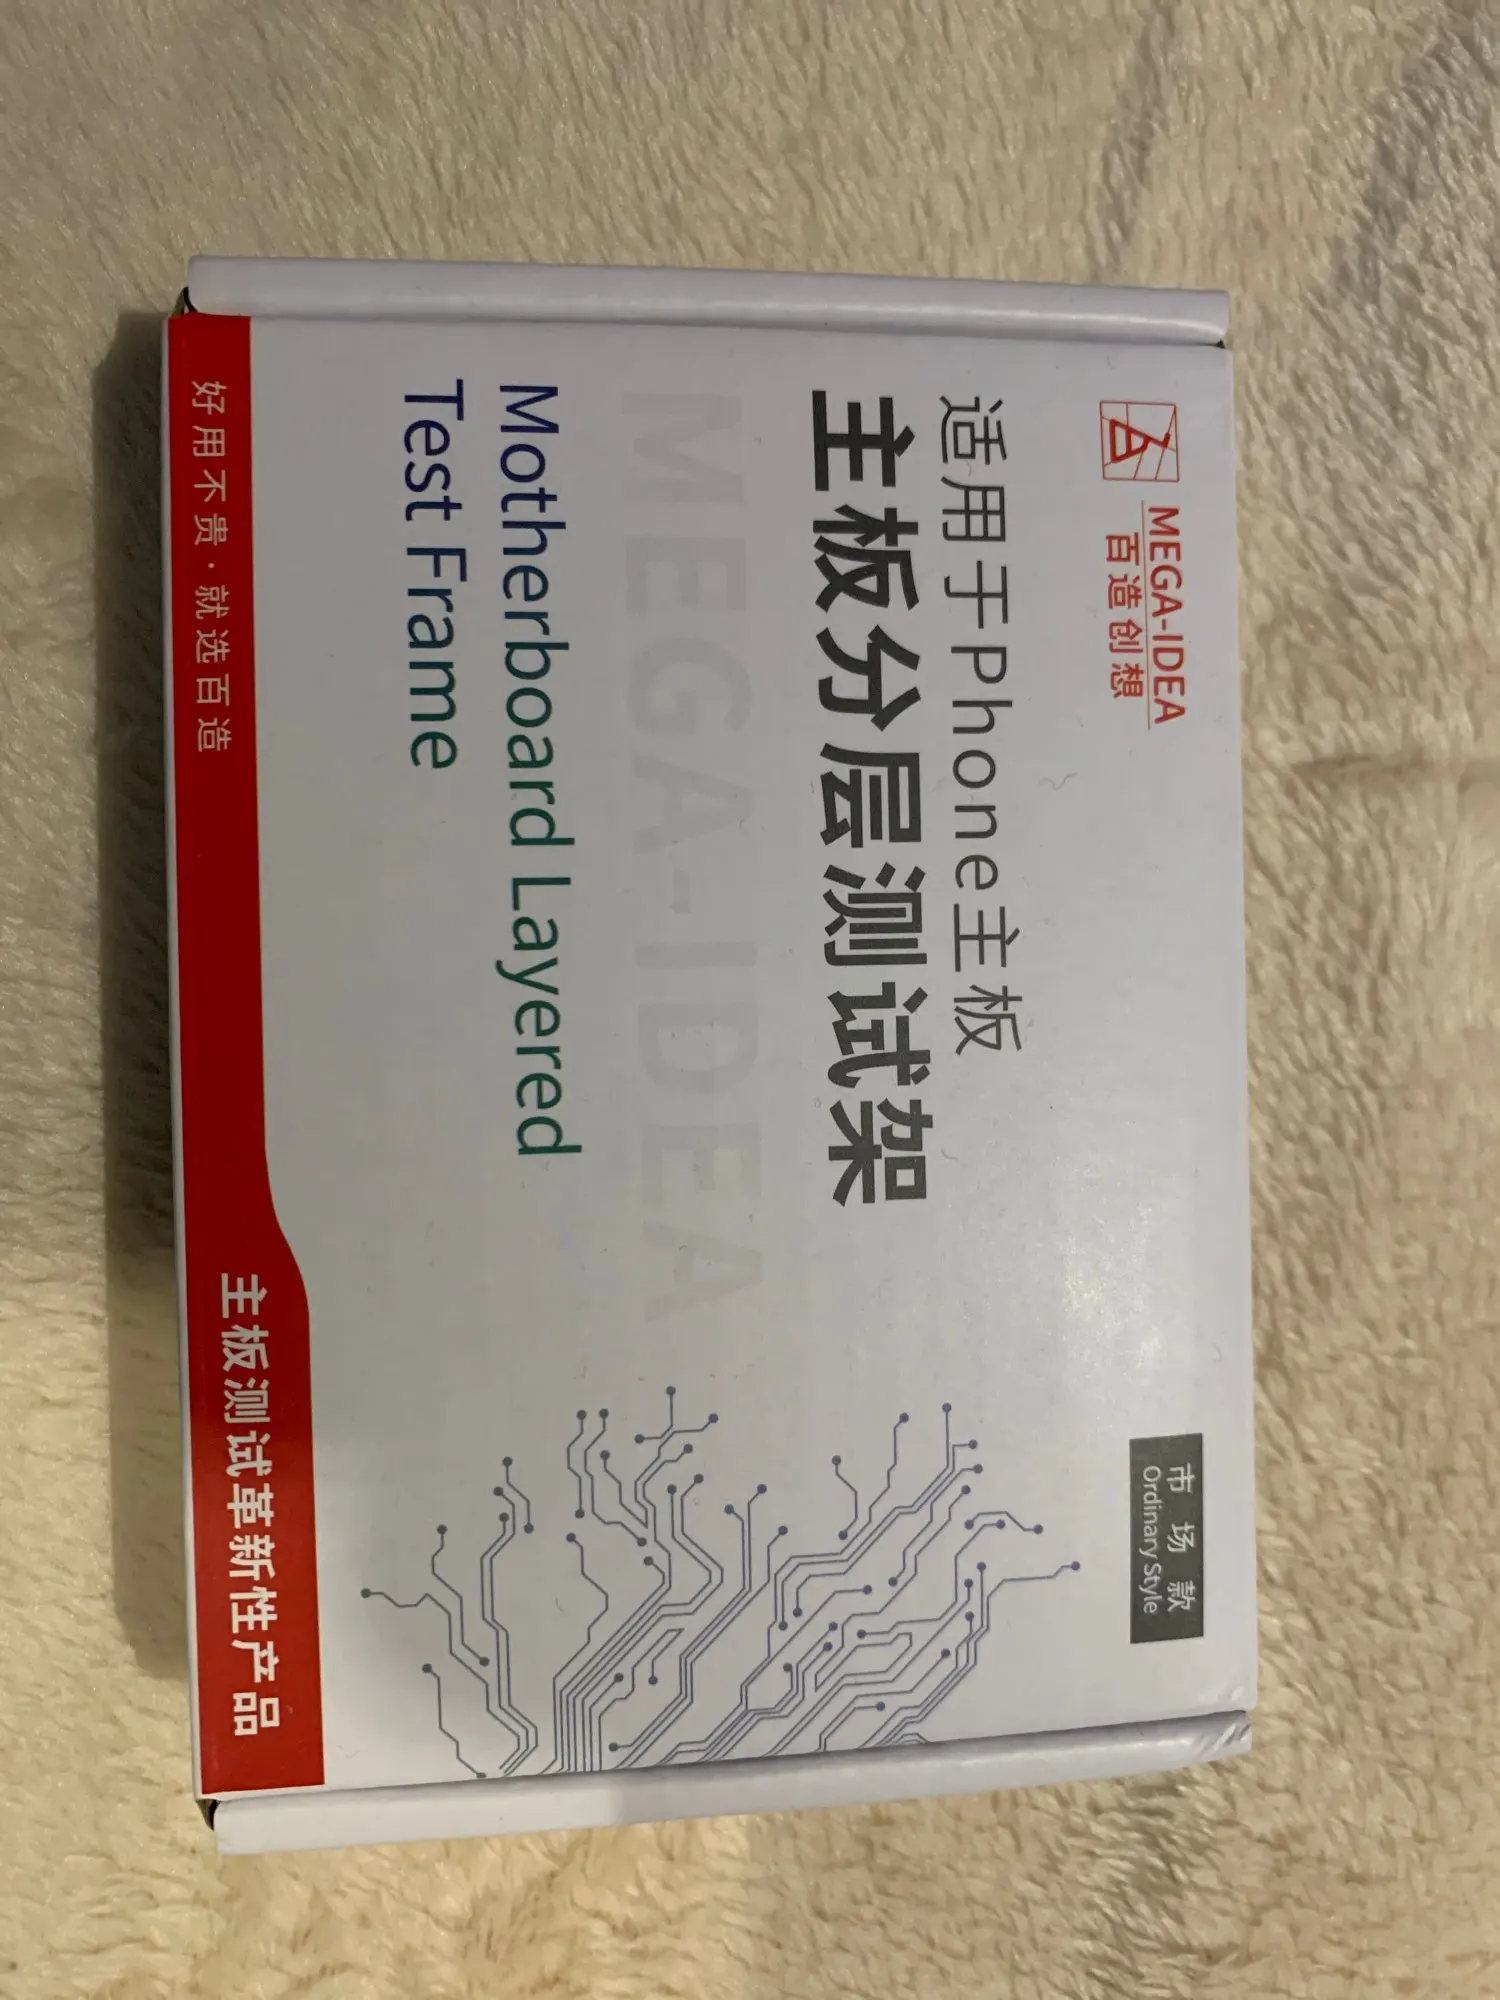 MEGA-IDEA
百造创想
市场款
Ordinary Style
适用于Phone主板
主板分层测试架
MEGA-IDEA
Motherboard Layered
Test Frame
好用不贵·就选百造
主板测试革新性产品